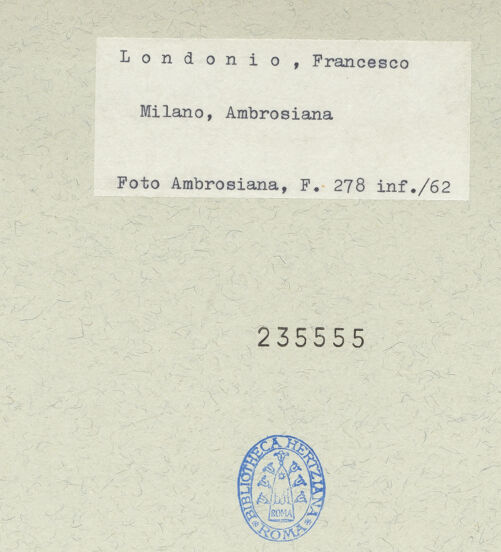 L o n d o n i o , Francesco
Milano, Ambrosiana
Foto Ambrosiana, F. 278 inf./62
235555
BIBLIOTHECA HERTZIANA
ROMA
ROMA